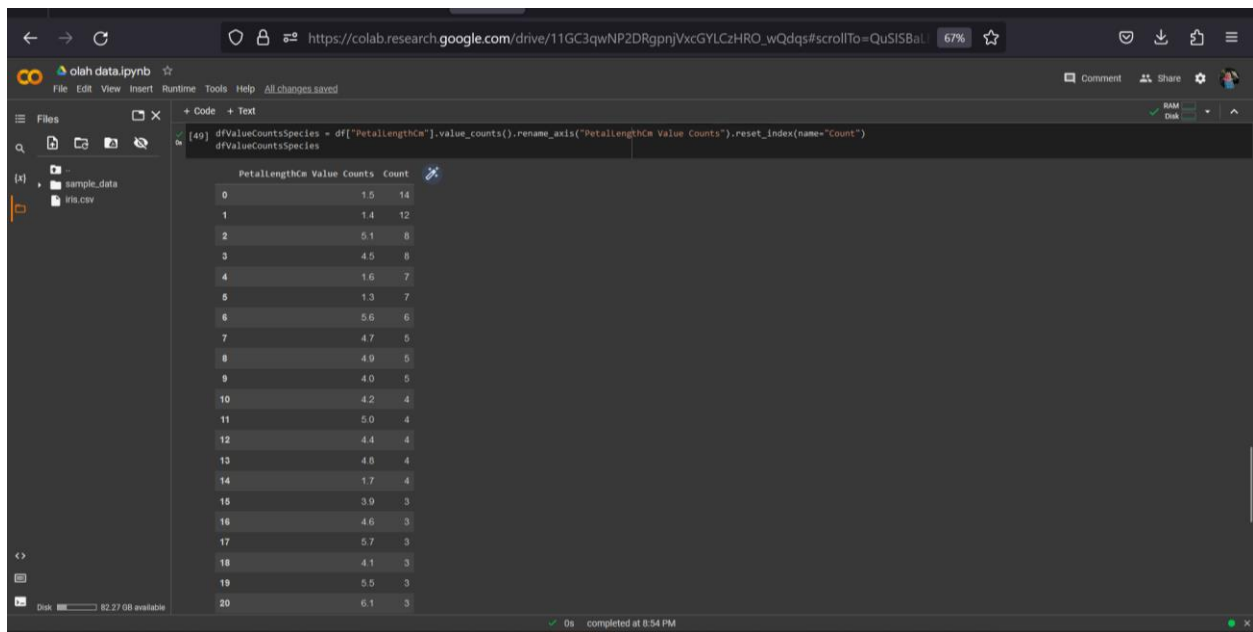 https://colab.research.google.com/drive/11GC3qwNP2DRgpnjVxcGYLCzHRO_wQdqs#scrollTo=QuSISBaL
67%
olah data.ipynb
File Edit View Insert Runtime Tools Help All changes saved
Comment Share
Files
+ Code + Text
RAM
Disk
[49] dfValueCountsSpecies = df["PetalLengthCm"].value_counts().rename_axis("PetalLengthCm Value Counts").reset_index(name="Count")
0s dfValueCountsSpecies
{x}
..
sample_data
iris.csv
PetalLengthCm Value Counts Count
0 1.5 14
1 1.4 12
2 5.1 8
3 4.5 8
4 1.6 7
5 1.3 7
6 5.6 6
7 4.7 5
8 4.9 5
9 4.0 5
10 4.2 4
11 5.0 4
12 4.4 4
13 4.8 4
14 1.7 4
15 3.9 3
16 4.6 3
17 5.7 3
18 4.1 3
19 5.5 3
20 6.1 3
Disk 82.27 GB available
0s completed at 8:54 PM